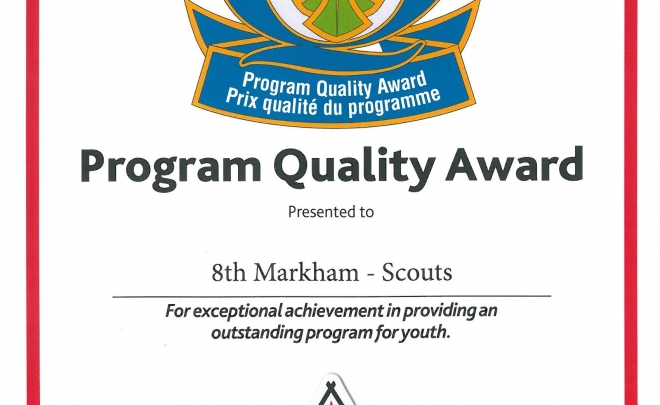 Program Quality Award
Prix qualité du programme
Program Quality Award
Presented to
8th Markham - Scouts
For exceptional achievement in providing an
outstanding program for youth.